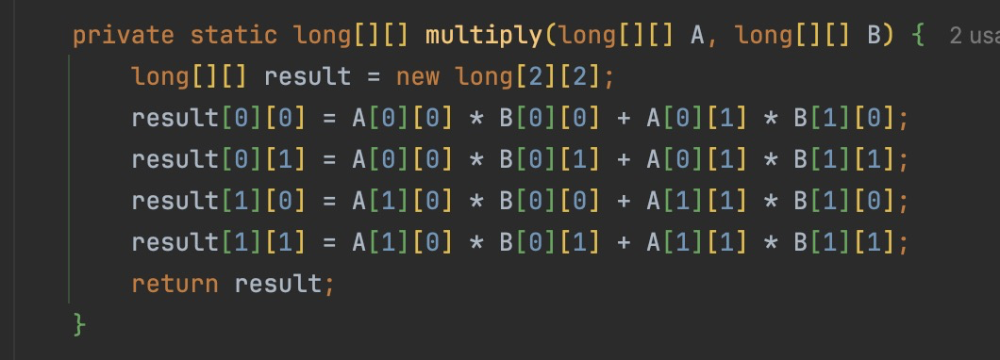 private static long[][] multiply(long[][] A, long[][] B) { 2 usa
long[][] result = new long[2][2];
result[0][0] = A[0][0] * B[0][0] + A[0][1] * B[1][0];
result[0][1] = A[0][0] * B[0][1] + A[0][1] * B[1][1];
result[1][0] = A[1][0] * B[0][0] + A[1][1] * B[1][0];
result[1][1] = A[1][0] * B[0][1] + A[1][1] * B[1][1];
return result;
}